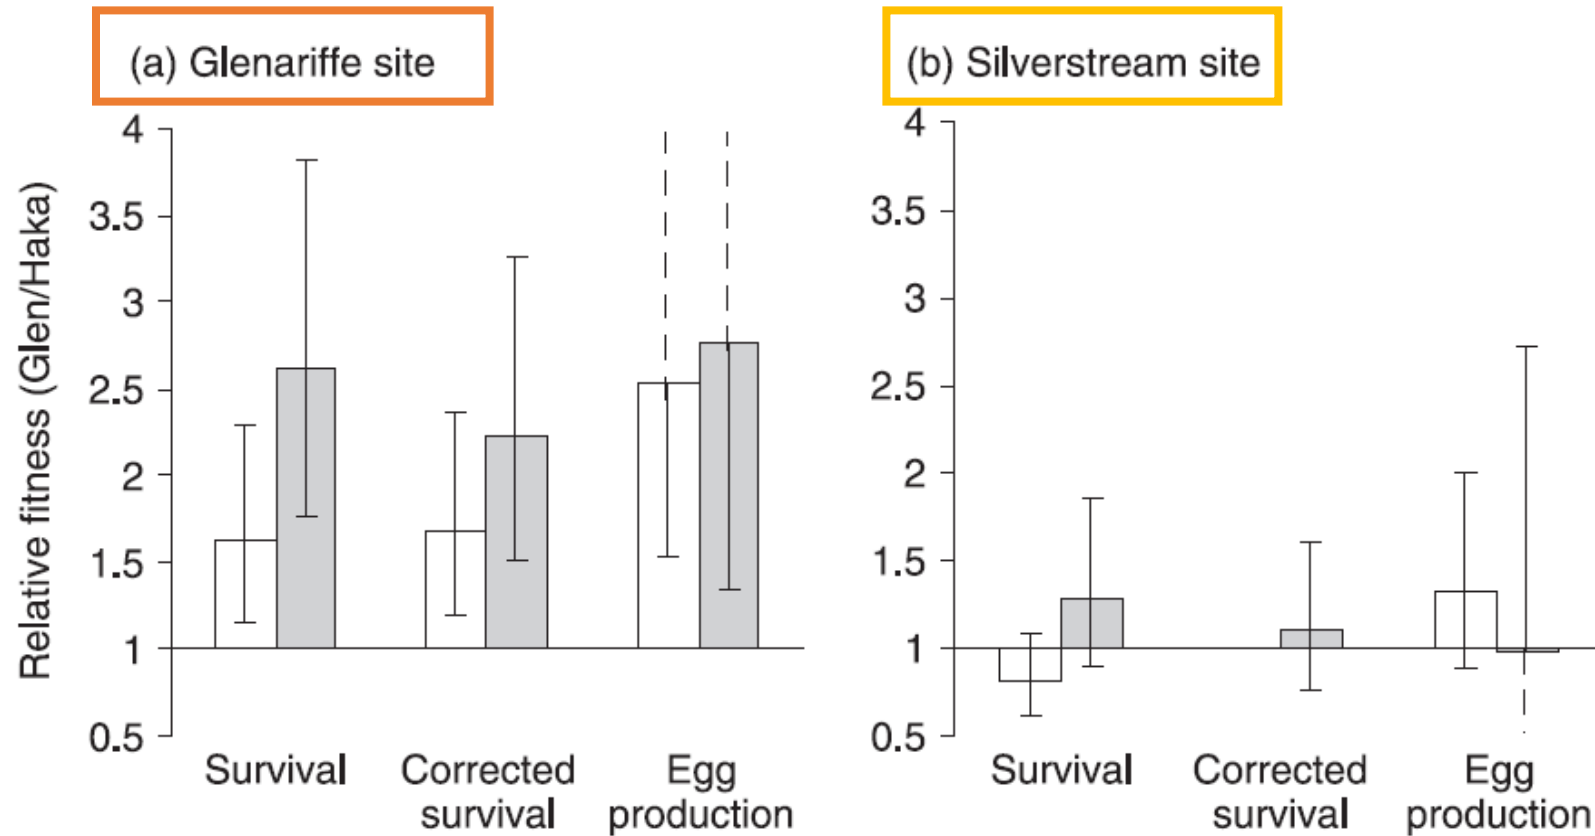 (a) Glenariffe site
(b) Silverstream site
Relative fitness (Glen/Haka)
4
3.5
3
2.5
2
1.5
1
0.5
Survival
Corrected
survival
Egg
production
4
3.5
3
2.5
2
1.5
1
0.5
Survival
Corrected
survival
Egg
production